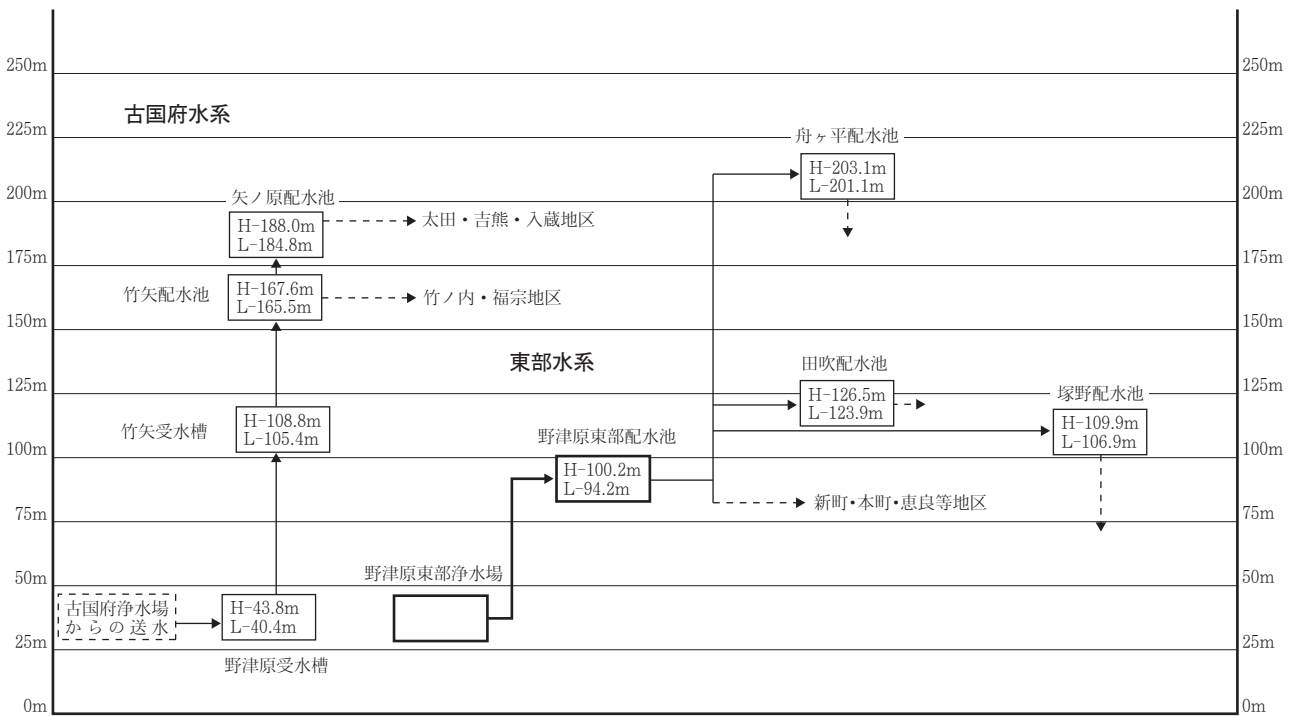 250m
225m
200m
175m
150m
125m
100m
75m
50m
25m
0m
古国府水系
矢ノ原配水池
H-188.0m
L-184.8m
太田・吉熊・入蔵地区
竹矢配水池
H-167.6m
L-165.5m
竹ノ内・福宗地区
竹矢受水槽
H-108.8m
L-105.4m
古国府浄水場
からの送水
H-43.8m
L-40.4m
野津原受水槽
東部水系
野津原東部浄水場
野津原東部配水池
H-100.2m
L-94.2m
舟ヶ平配水池
H-203.1m
L-201.1m
田吹配水池
H-126.5m
L-123.9m
塚野配水池
H-109.9m
L-106.9m
新町・本町・恵良等地区
250m
225m
200m
175m
150m
125m
100m
75m
50m
25m
0m